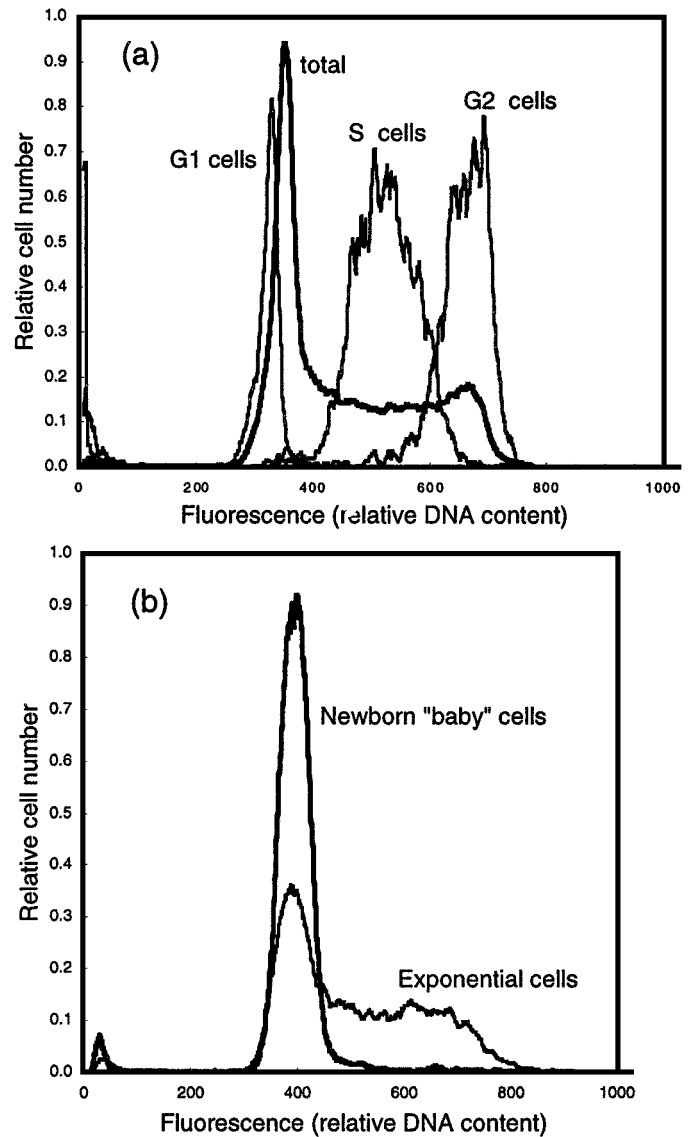 1.0
(a)
total
0.9
G2 cells
0.8
S cells
G1 cells
0.7
0.6
0.5
0.4
0.3
0.2
0.1
0.0
Relative cell number
0 200 400 600 800 1000
Fluorescence (relative DNA content)
1.0
(b)
0.9
0.8
0.7
Newborn "baby" cells
0.6
0.5
0.4
0.3
0.2
Exponential cells
0.1
0.0
Relative cell number
0 200 400 600 800 1000
Fluorescence (relative DNA content)